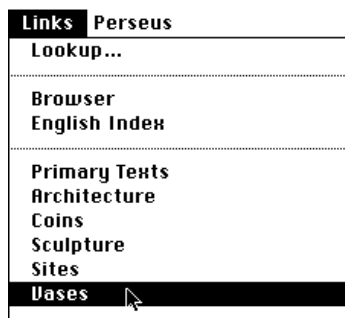 Links Perseus
Lookup...
Browser
English Index
Primary Texts
Architecture
Coins
Sculpture
Sites
Vases